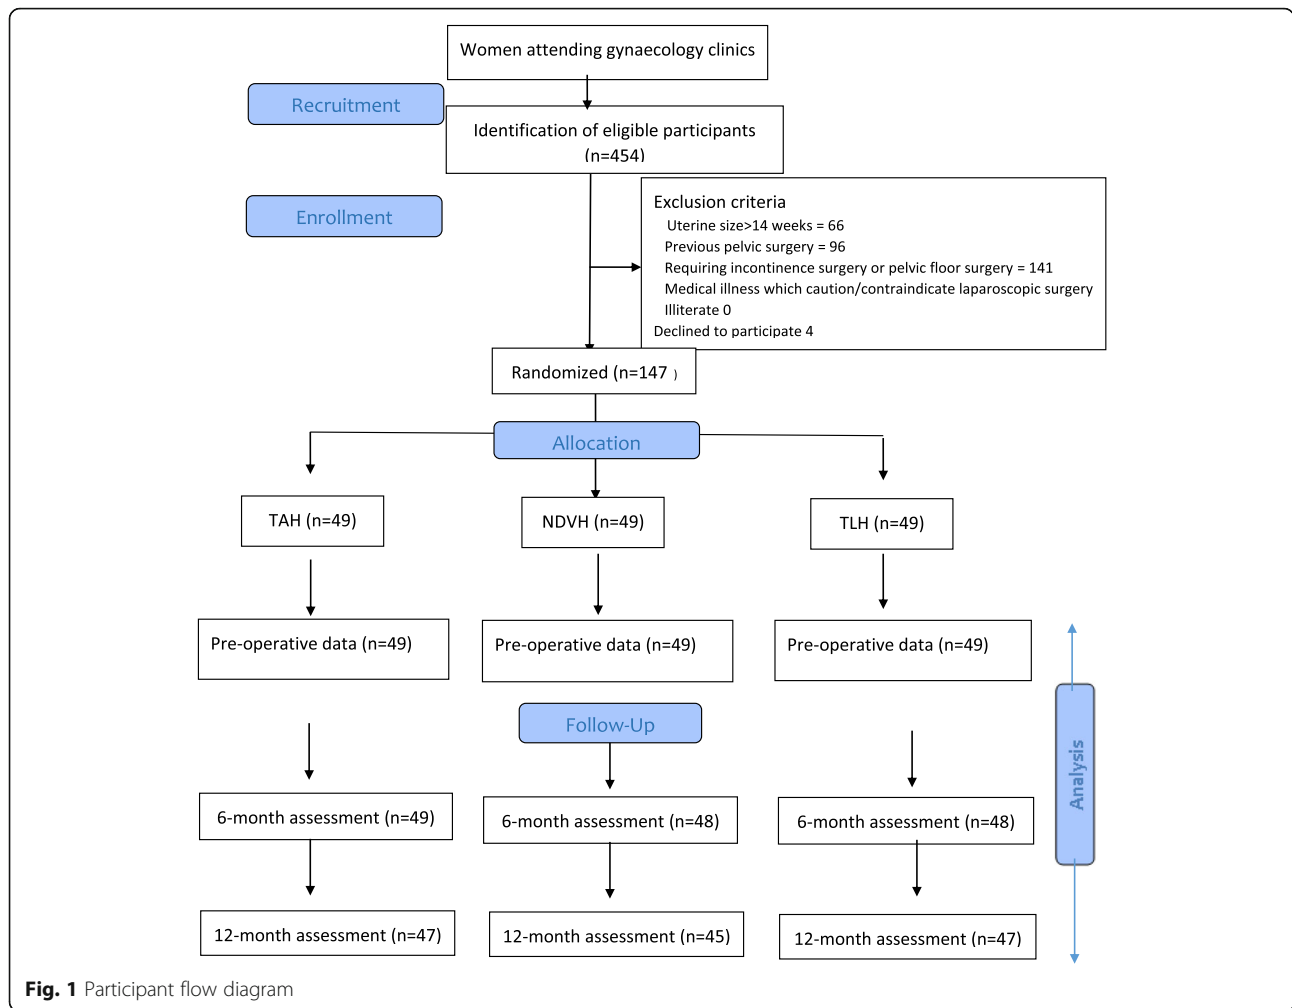 Women attending gynaecology clinics
Recruitment
Identification of eligible participants
(n=454)
Enrollment
Exclusion criteria
Uterine size>14 weeks = 66
Previous pelvic surgery = 96
Requiring incontinence surgery or pelvic floor surgery = 141
Medical illness which caution/contraindicate laparoscopic surgery
Illiterate 0
Declined to participate 4
Randomized (n=147 )
Allocation
TAH (n=49)
NDVH (n=49)
TLH (n=49)
Pre-operative data (n=49)
Pre-operative data (n=49)
Pre-operative data (n=49)
Follow-Up
Analysis
6-month assessment (n=49)
6-month assessment (n=48)
6-month assessment (n=48)
12-month assessment (n=47)
12-month assessment (n=45)
12-month assessment (n=47)
Fig. 1 Participant flow diagram